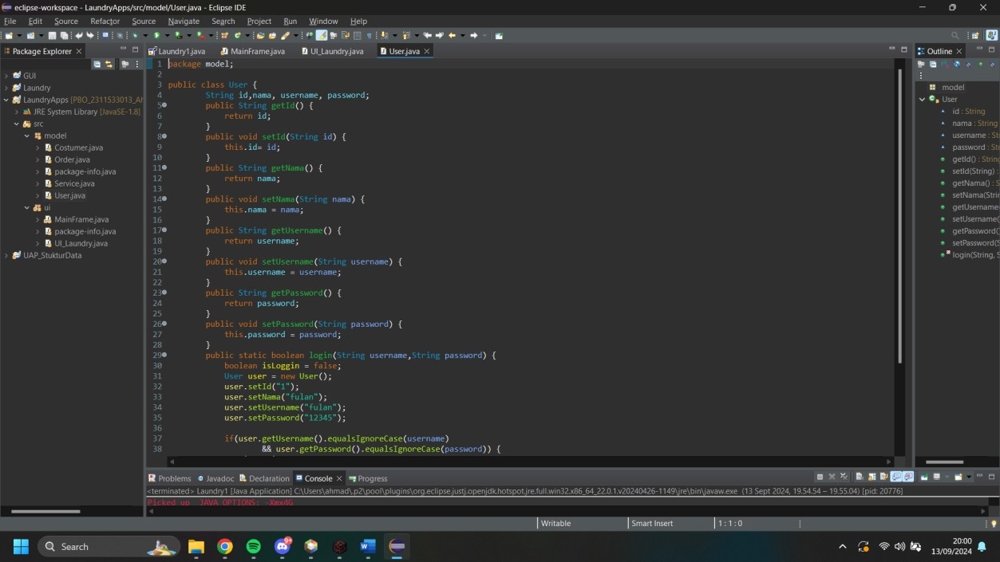 eclipse-workspace - LaundryApps/src/model/User.java - Eclipse IDE
File Edit Source Refactor Source Navigate Search Project Run Window Help
Package Explorer
Laundry1.java MainFrame.java UI_Laundry.java User.java
Outline
GUI
Laundry
LaundryApps [PBO_2311533013_Ah
JRE System Library [JavaSE-1.8]
src
model
Costumer.java
Order.java
package-info.java
Service.java
User.java
ui
MainFrame.java
package-info.java
UI_Laundry.java
UAP_StukturData
1 package model;
2
3 public class User {
4 String id,nama, username, password;
5 public String getId() {
6 return id;
7 }
8 public void setId(String id) {
9 this.id= id;
10 }
11 public String getNama() {
12 return nama;
13 }
14 public void setNama(String nama) {
15 this.nama = nama;
16 }
17 public String getUsername() {
18 return username;
19 }
20 public void setUsername(String username) {
21 this.username = username;
22 }
23 public String getPassword() {
24 return password;
25 }
26 public void setPassword(String password) {
27 this.password = password;
28 }
29 public static boolean login(String username,String password) {
30 boolean isLoggin = false;
31 User user = new User();
32 user.setId("1");
33 user.setNama("fulan");
34 user.setUsername("fulan");
35 user.setPassword("12345");
36
37 if(user.getUsername().equalsIgnoreCase(username)
38 && user.getPassword().equalsIgnoreCase(password)) {
model
User
id : String
nama : String
username : St
password : St
getId() : String
setId(String) :
getNama() : S
setNama(Strin
getUsername
setUsername(
getPassword()
setPassword(S
login(String, S
Problems Javadoc Declaration Console Progress
<terminated> Laundry1 [Java Application] C:\Users\ahmad\.p2\pool\plugins\org.eclipse.justj.openjdk.hotspot.jre.full.win32.x86_64_22.0.1.v20240426-1149\jre\bin\javaw.exe (13 Sept 2024, 19.54.54 – 19.55.04) [pid: 20776]
Picked up _JAVA_OPTIONS: -Xmx4G
Writable Smart Insert 1 : 1 : 0
Search
20:00
13/09/2024